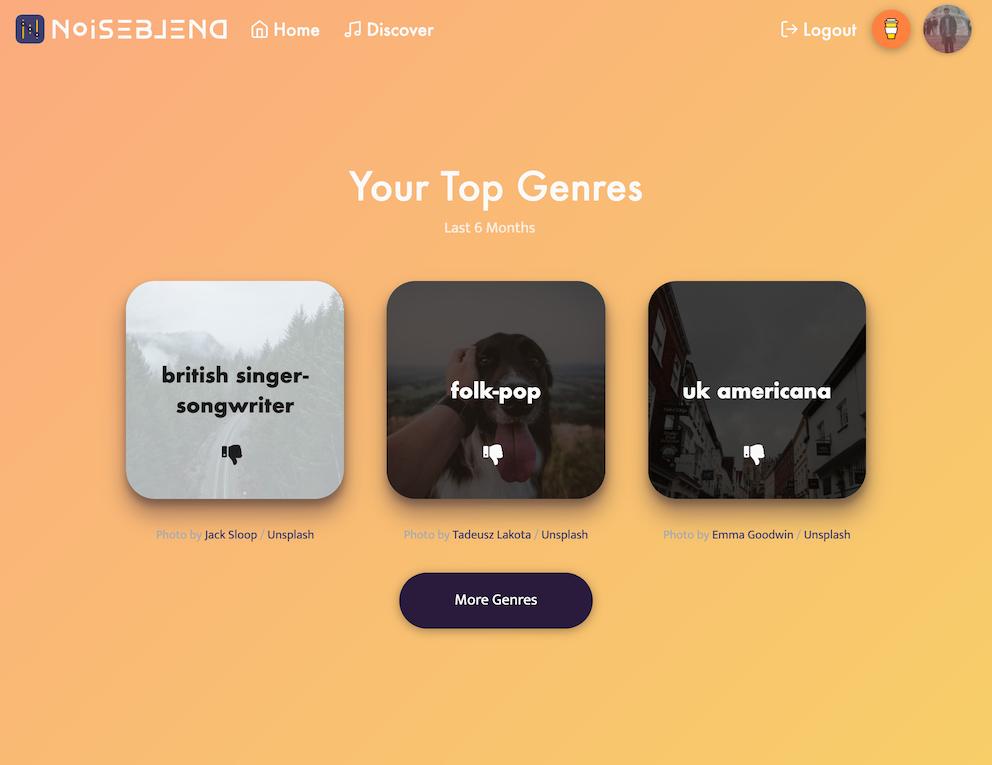 NOiSEBLEND
Home
Discover
Logout
Your Top Genres
Last 6 Months
british singer-
songwriter
folk-pop
uk americana
Photo by Jack Sloop / Unsplash
Photo by Tadeusz Lakota / Unsplash
Photo by Emma Goodwin / Unsplash
More Genres